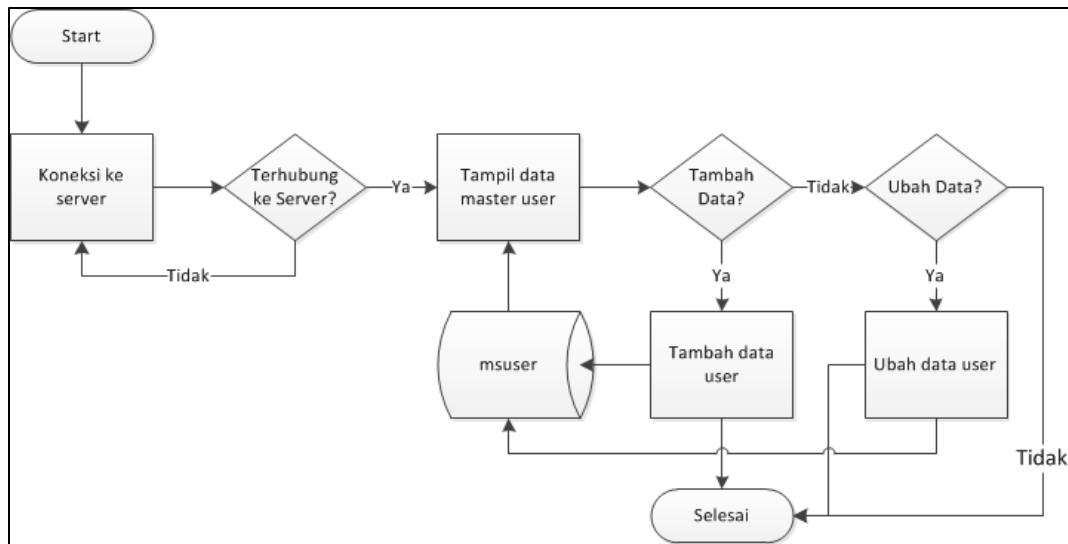 Start
Koneksi ke
server
Terhubung
ke Server?
Ya
Tidak
Tampil data
master user
Tambah
Data?
Tidak
Ubah Data?
Ya
Ya
msuser
Tambah data
user
Ubah data user
Tidak
Selesai